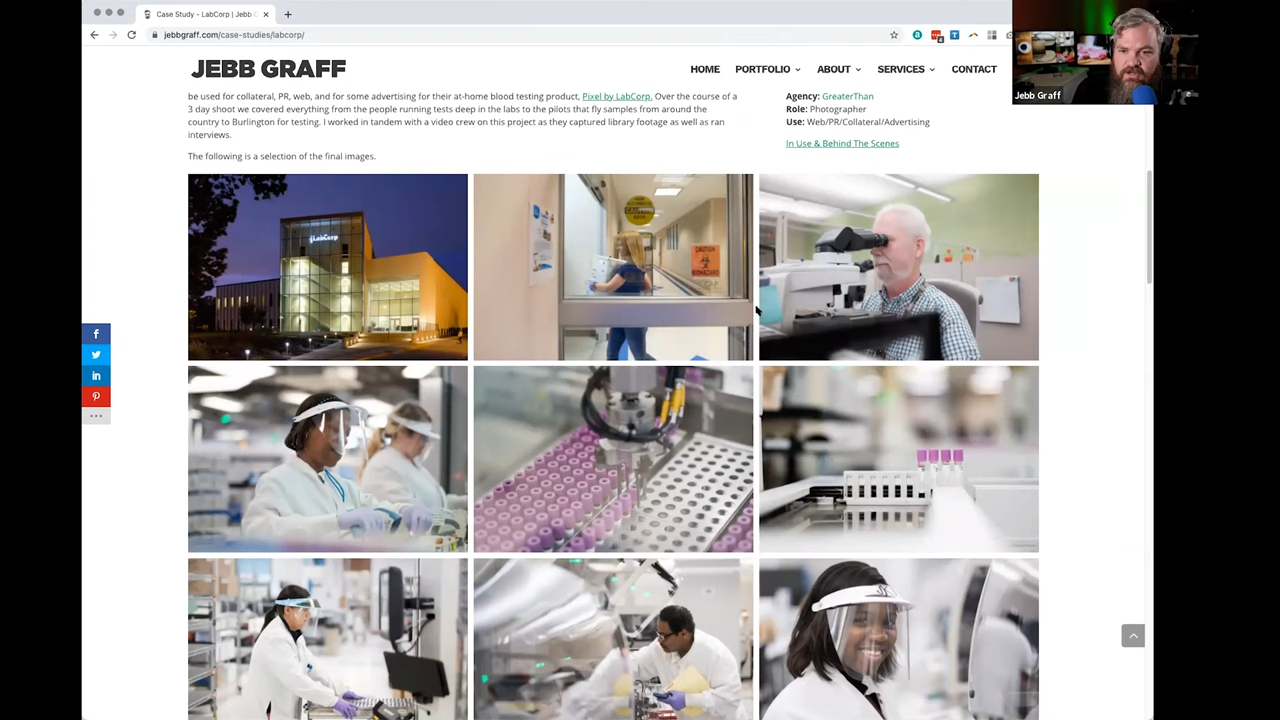 Case Study - LabCorp | Jebb G
jebbgraff.com/case-studies/labcorp/
JEBB GRAFF
HOME PORTFOLIO ABOUT SERVICES CONTACT
Jebb Graff
be used for collateral, PR, web, and for some advertising for their at-home blood testing product, Pixel by LabCorp. Over the course of a
3 day shoot we covered everything from the people running tests deep in the labs to the pilots that fly samples from around the
country to Burlington for testing. I worked in tandem with a video crew on this project as they captured library footage as well as ran
interviews.
The following is a selection of the final images.
Agency: GreaterThan
Role: Photographer
Use: Web/PR/Collateral/Advertising
In Use & Behind The Scenes
LabCorp
CAUTION
BIOHAZARD